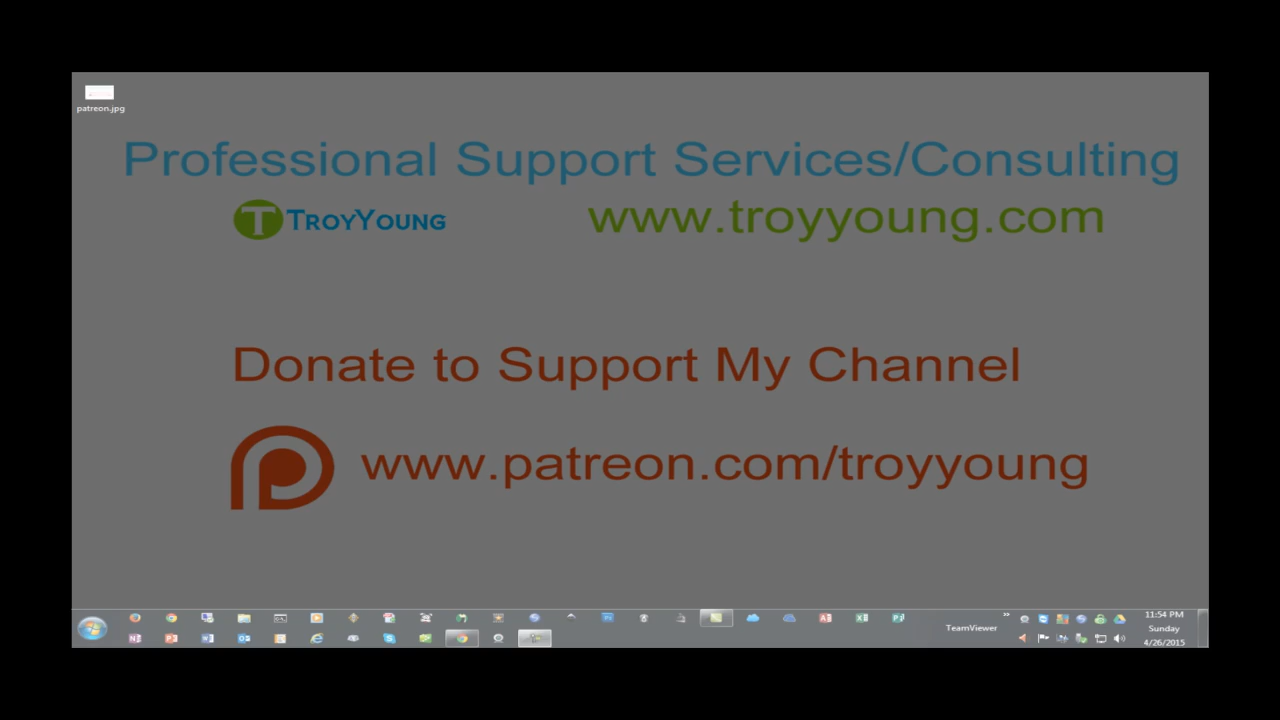 patreon.jpg
Professional Support Services/Consulting
T TROYYOUNG
www.troyyoung.com
Donate to Support My Channel
www.patreon.com/troyyoung
TeamViewer
11:54 PM
Sunday
4/26/2015